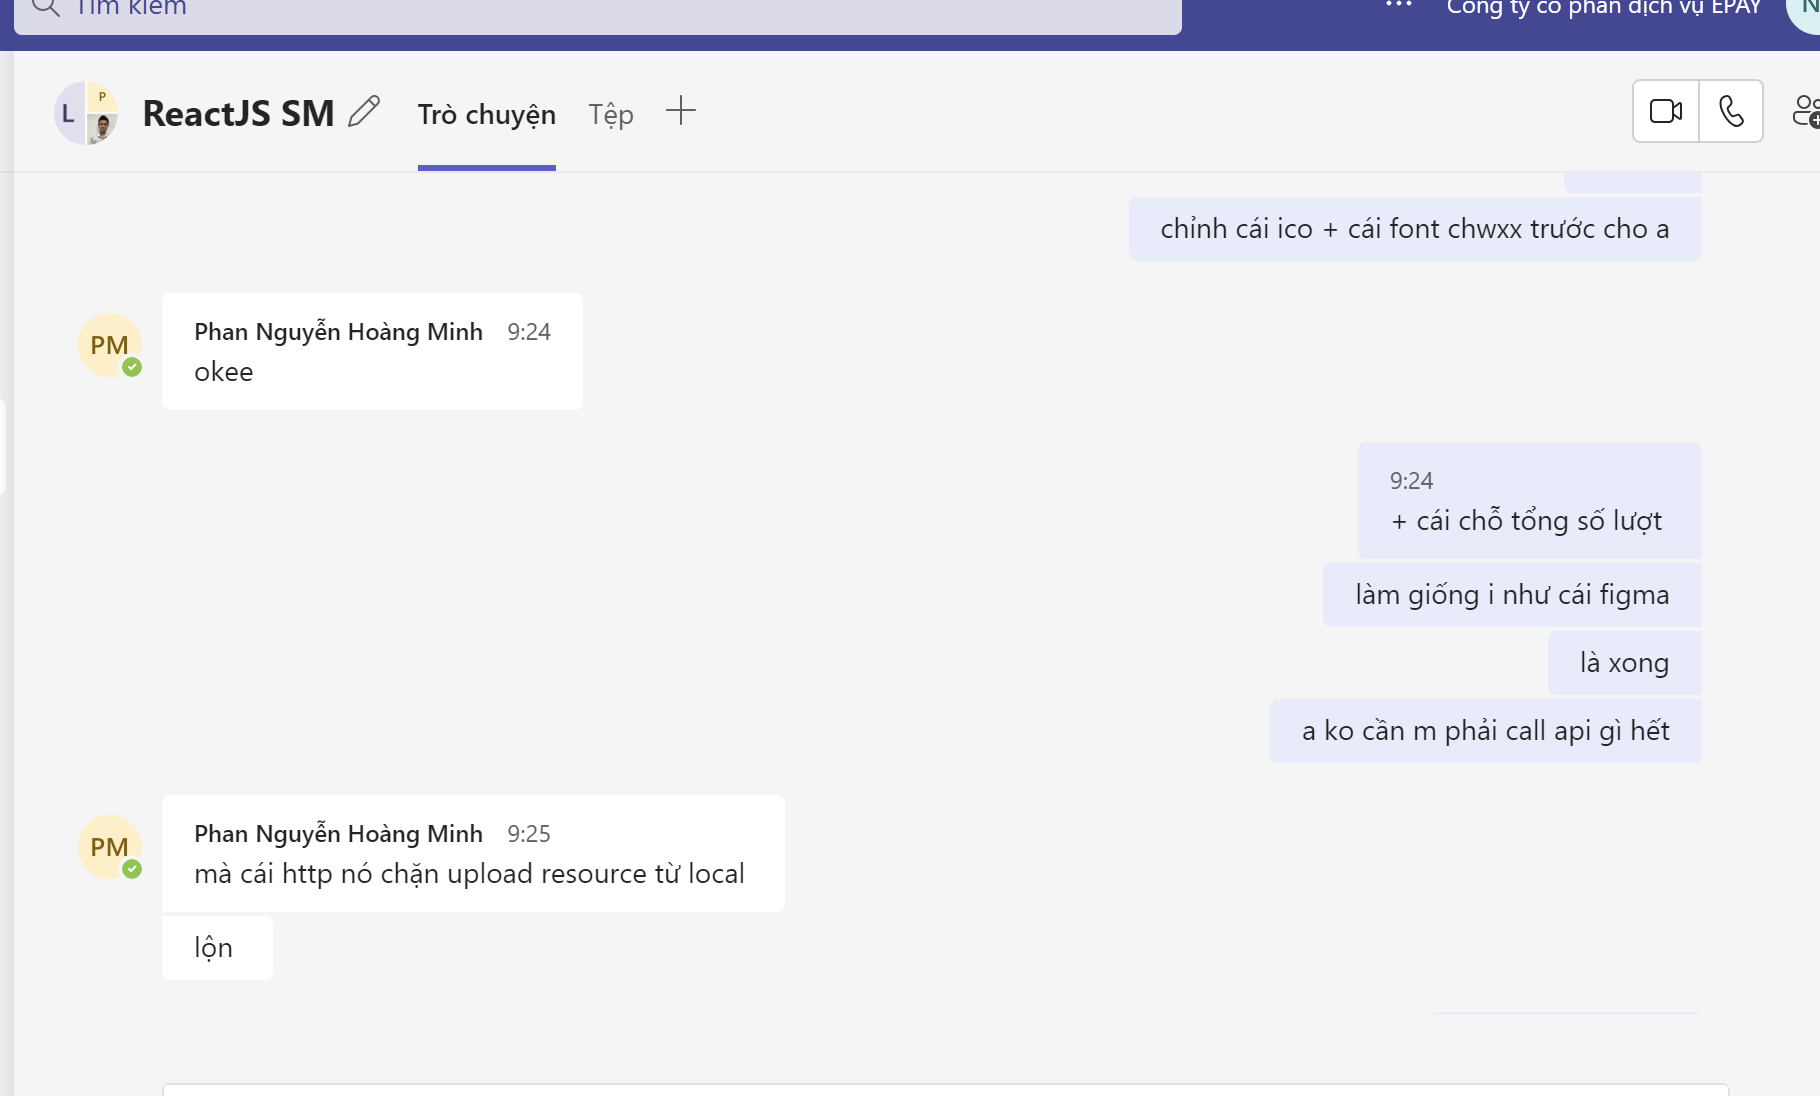 Tìm kiếm
Công ty cổ phần dịch vụ EPAY
L
P
ReactJS SM
Trò chuyện
Tệp
chỉnh cái ico + cái font chwxx trước cho a
PM
Phan Nguyễn Hoàng Minh 9:24
okee
9:24
+ cái chỗ tổng số lượt
làm giống i như cái figma
là xong
a ko cần m phải call api gì hết
PM
Phan Nguyễn Hoàng Minh 9:25
mà cái http nó chặn upload resource từ local
lộn